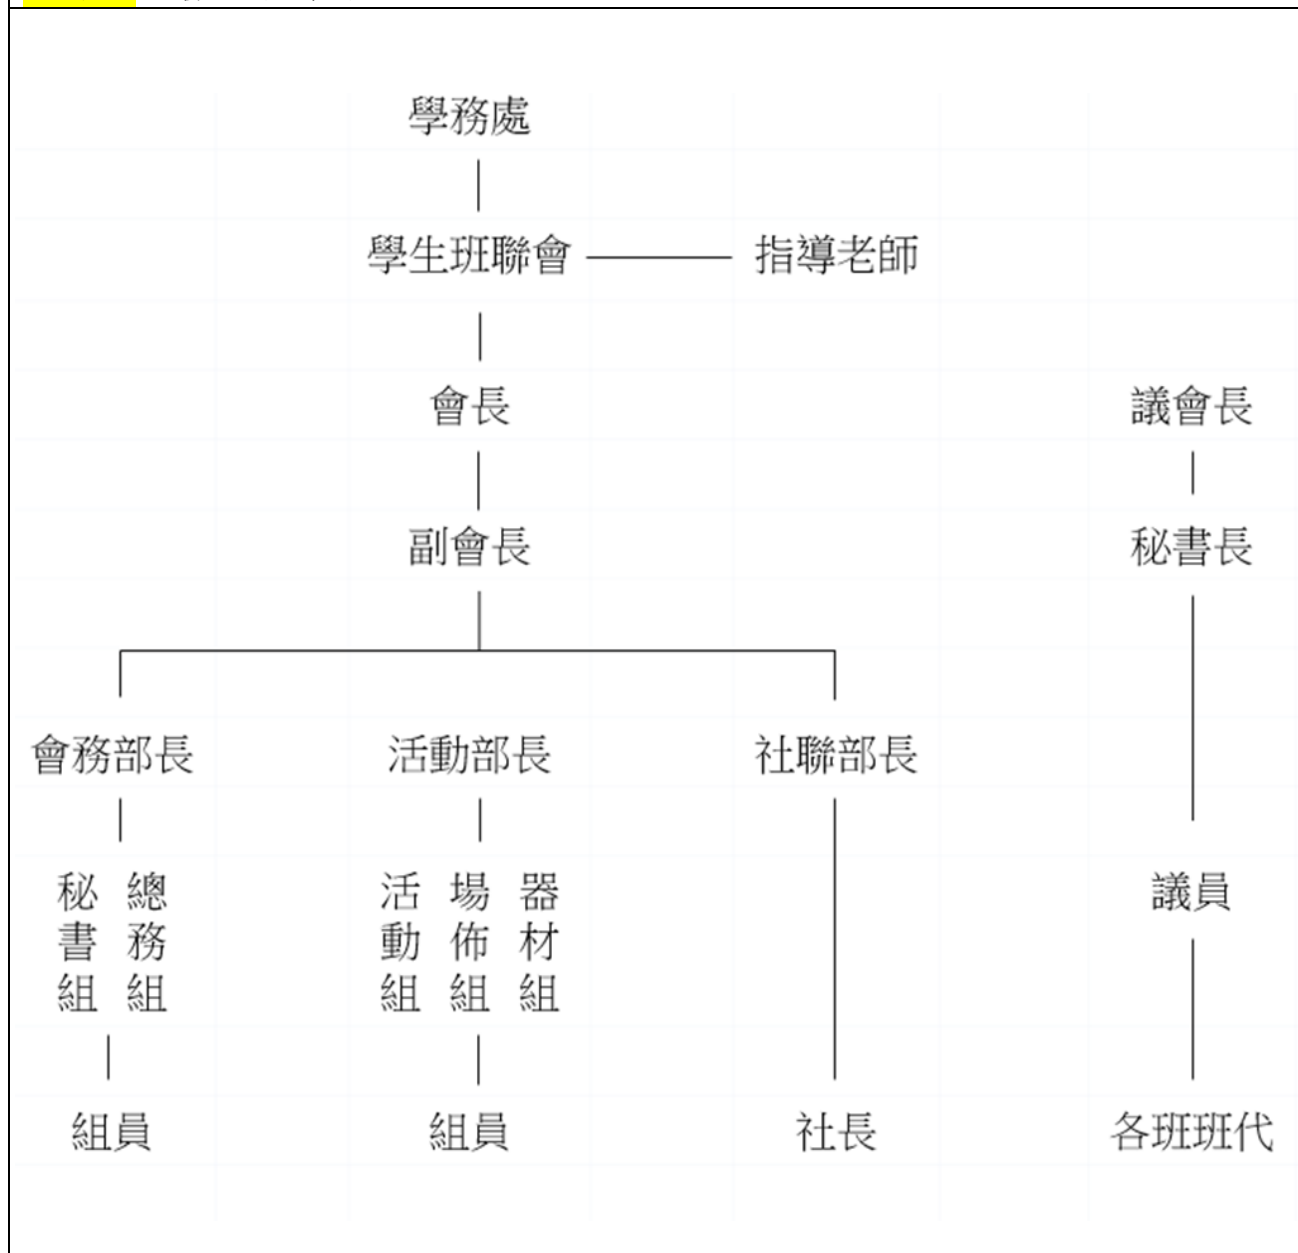 學務處
學生班聯會 指導老師
會長 議會長
副會長 秘書長
會務部長 活動部長 社聯部長
秘書組 總務組 活動組 場佈組 器材組 議員
組員 組員 社長 各班班代